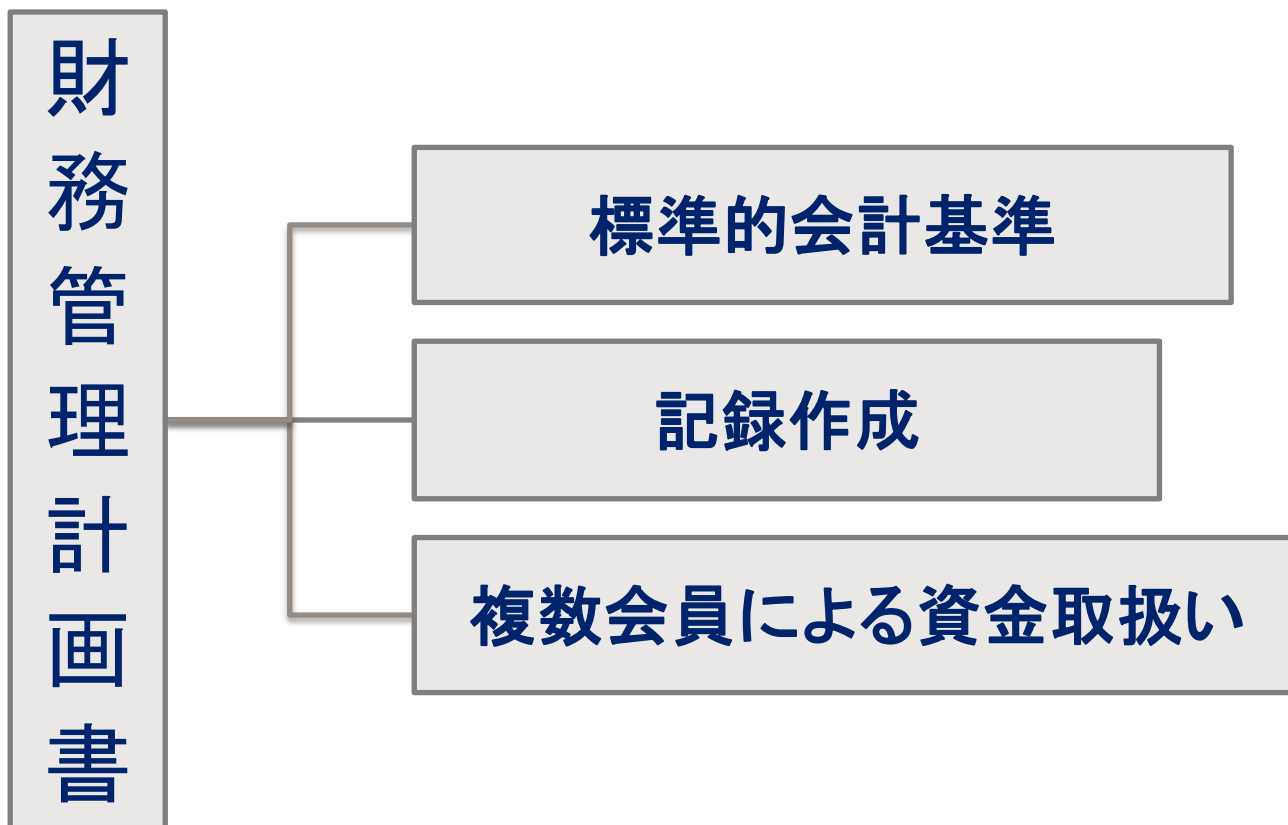 財務管理計画書
標準的会計基準
記録作成
複数会員による資金取扱い